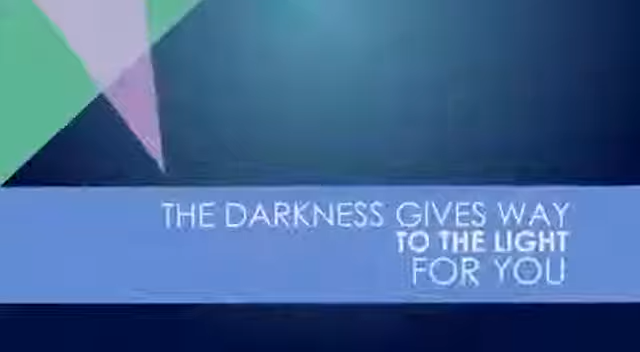 THE DARKNESS GIVES WAY
TO THE LIGHT
FOR YOU